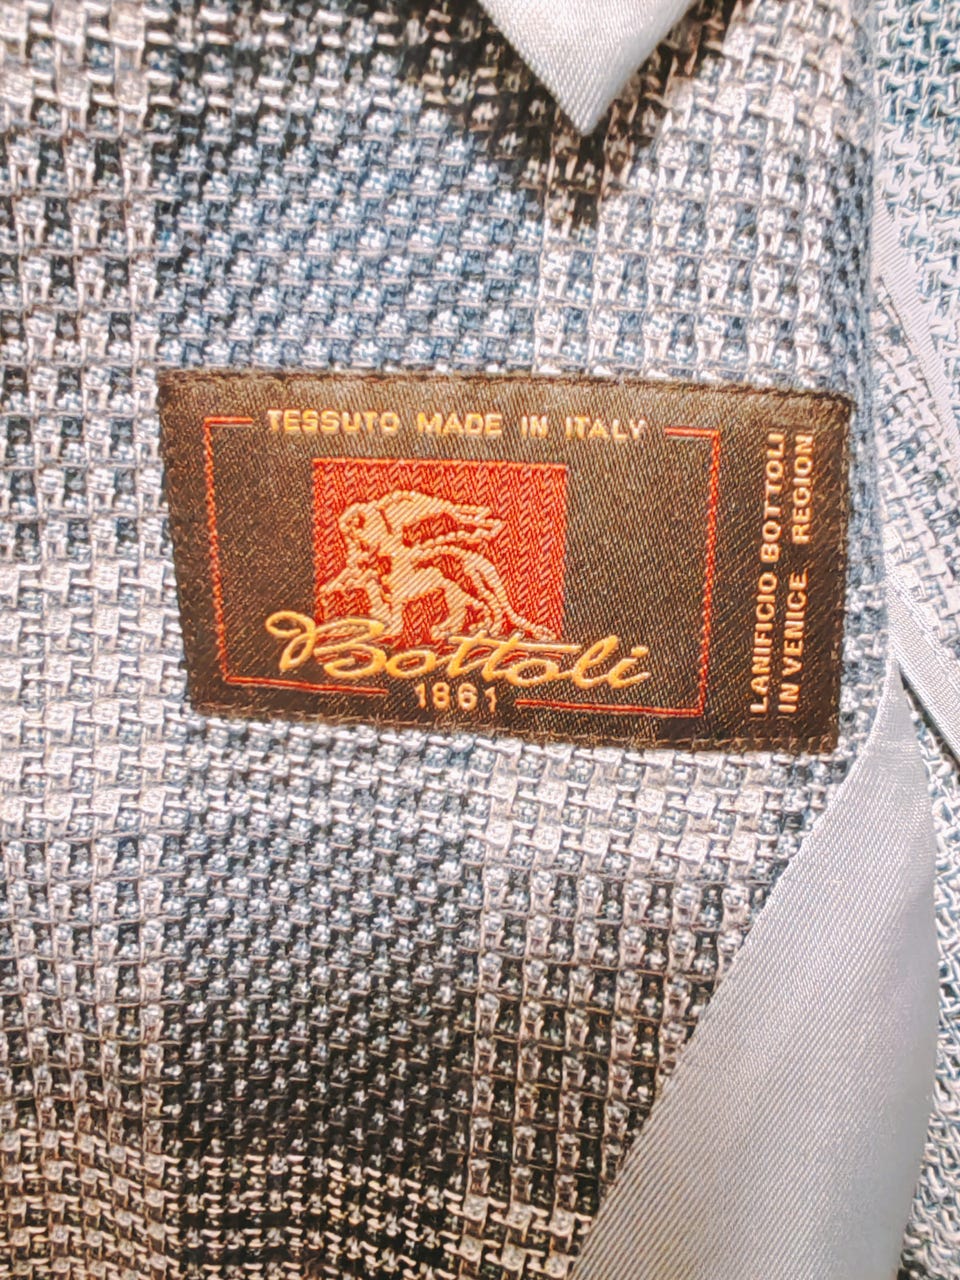 TESSUTO MADE IN ITALY
Bottoli
1861
LANIFICIO BOTTOLI
IN VENICE REGION